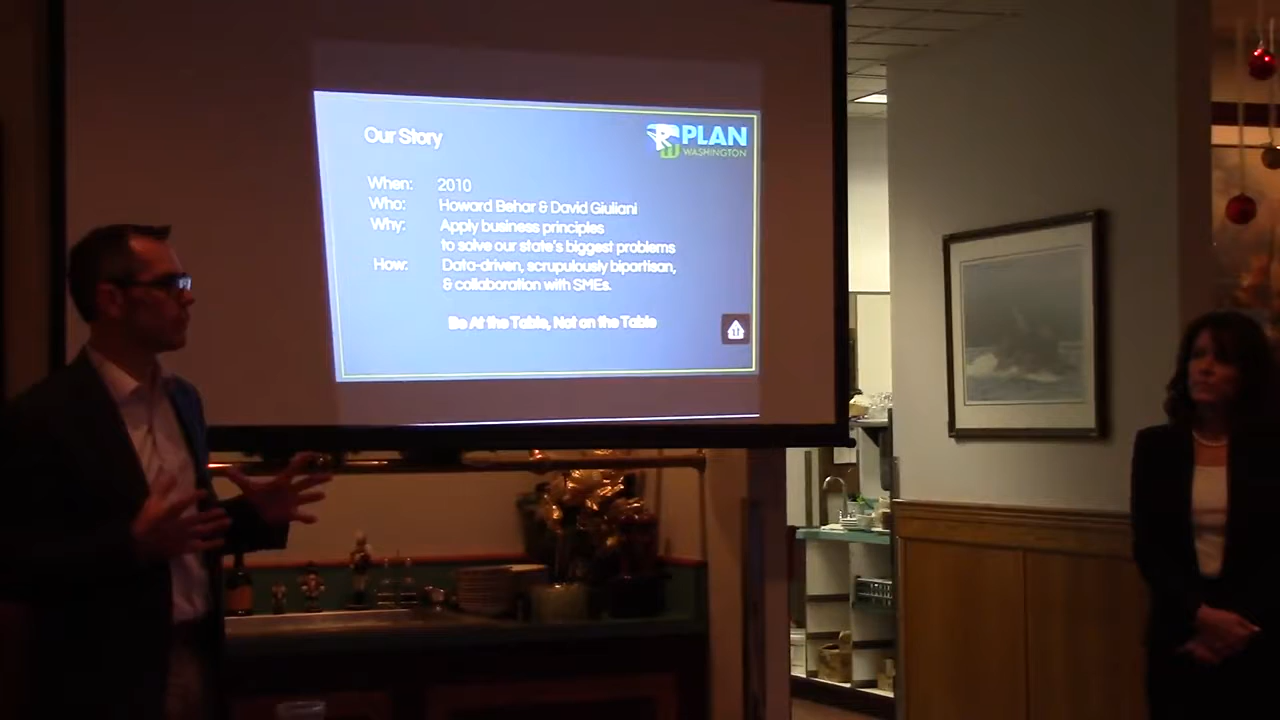 Our Story
PLAN
WASHINGTON
When: 2010
Who: Howard Behar & David Giuliani
Why: Apply business principles
to solve our state's biggest problems
How: Data-driven, scrupulously bipartisan,
& collaboration with SMEs.
Be At the Table, Not on the Table